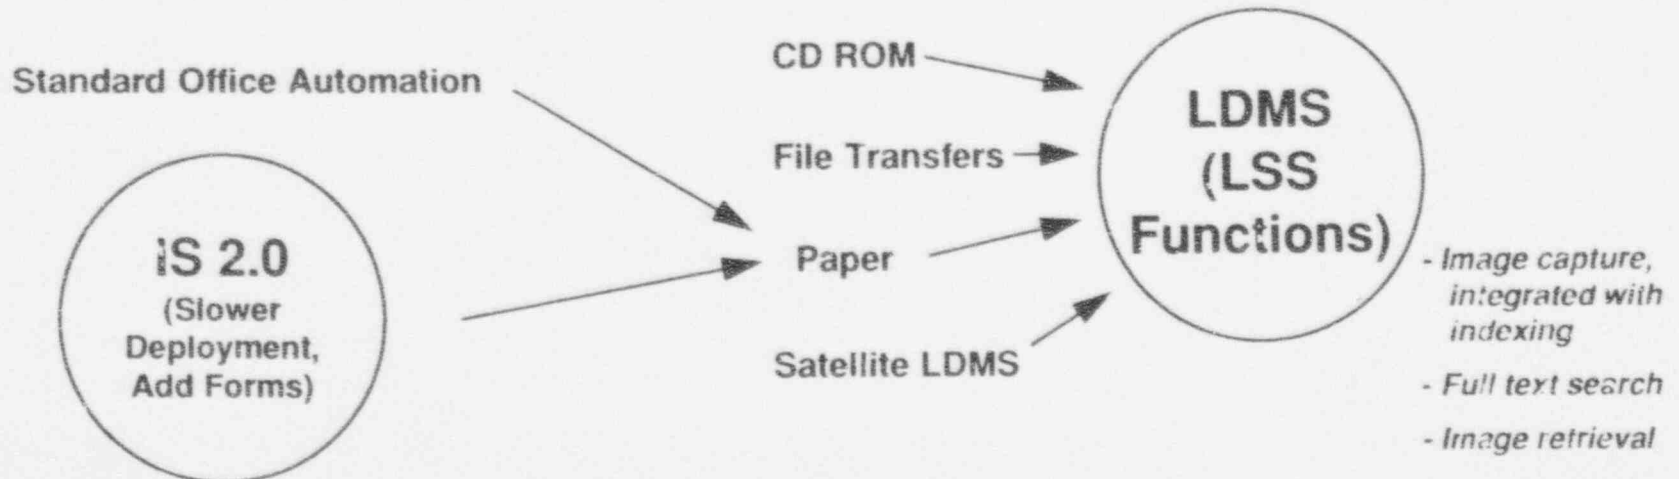 Standard Office Automation
IS 2.0
(Slower
Deployment,
Add Forms)
CD ROM
File Transfers
Paper
Satellite LDMS
LDMS
(LSS
Functions)
- Image capture,
integrated with
indexing
- Full text search
- Image retrieval